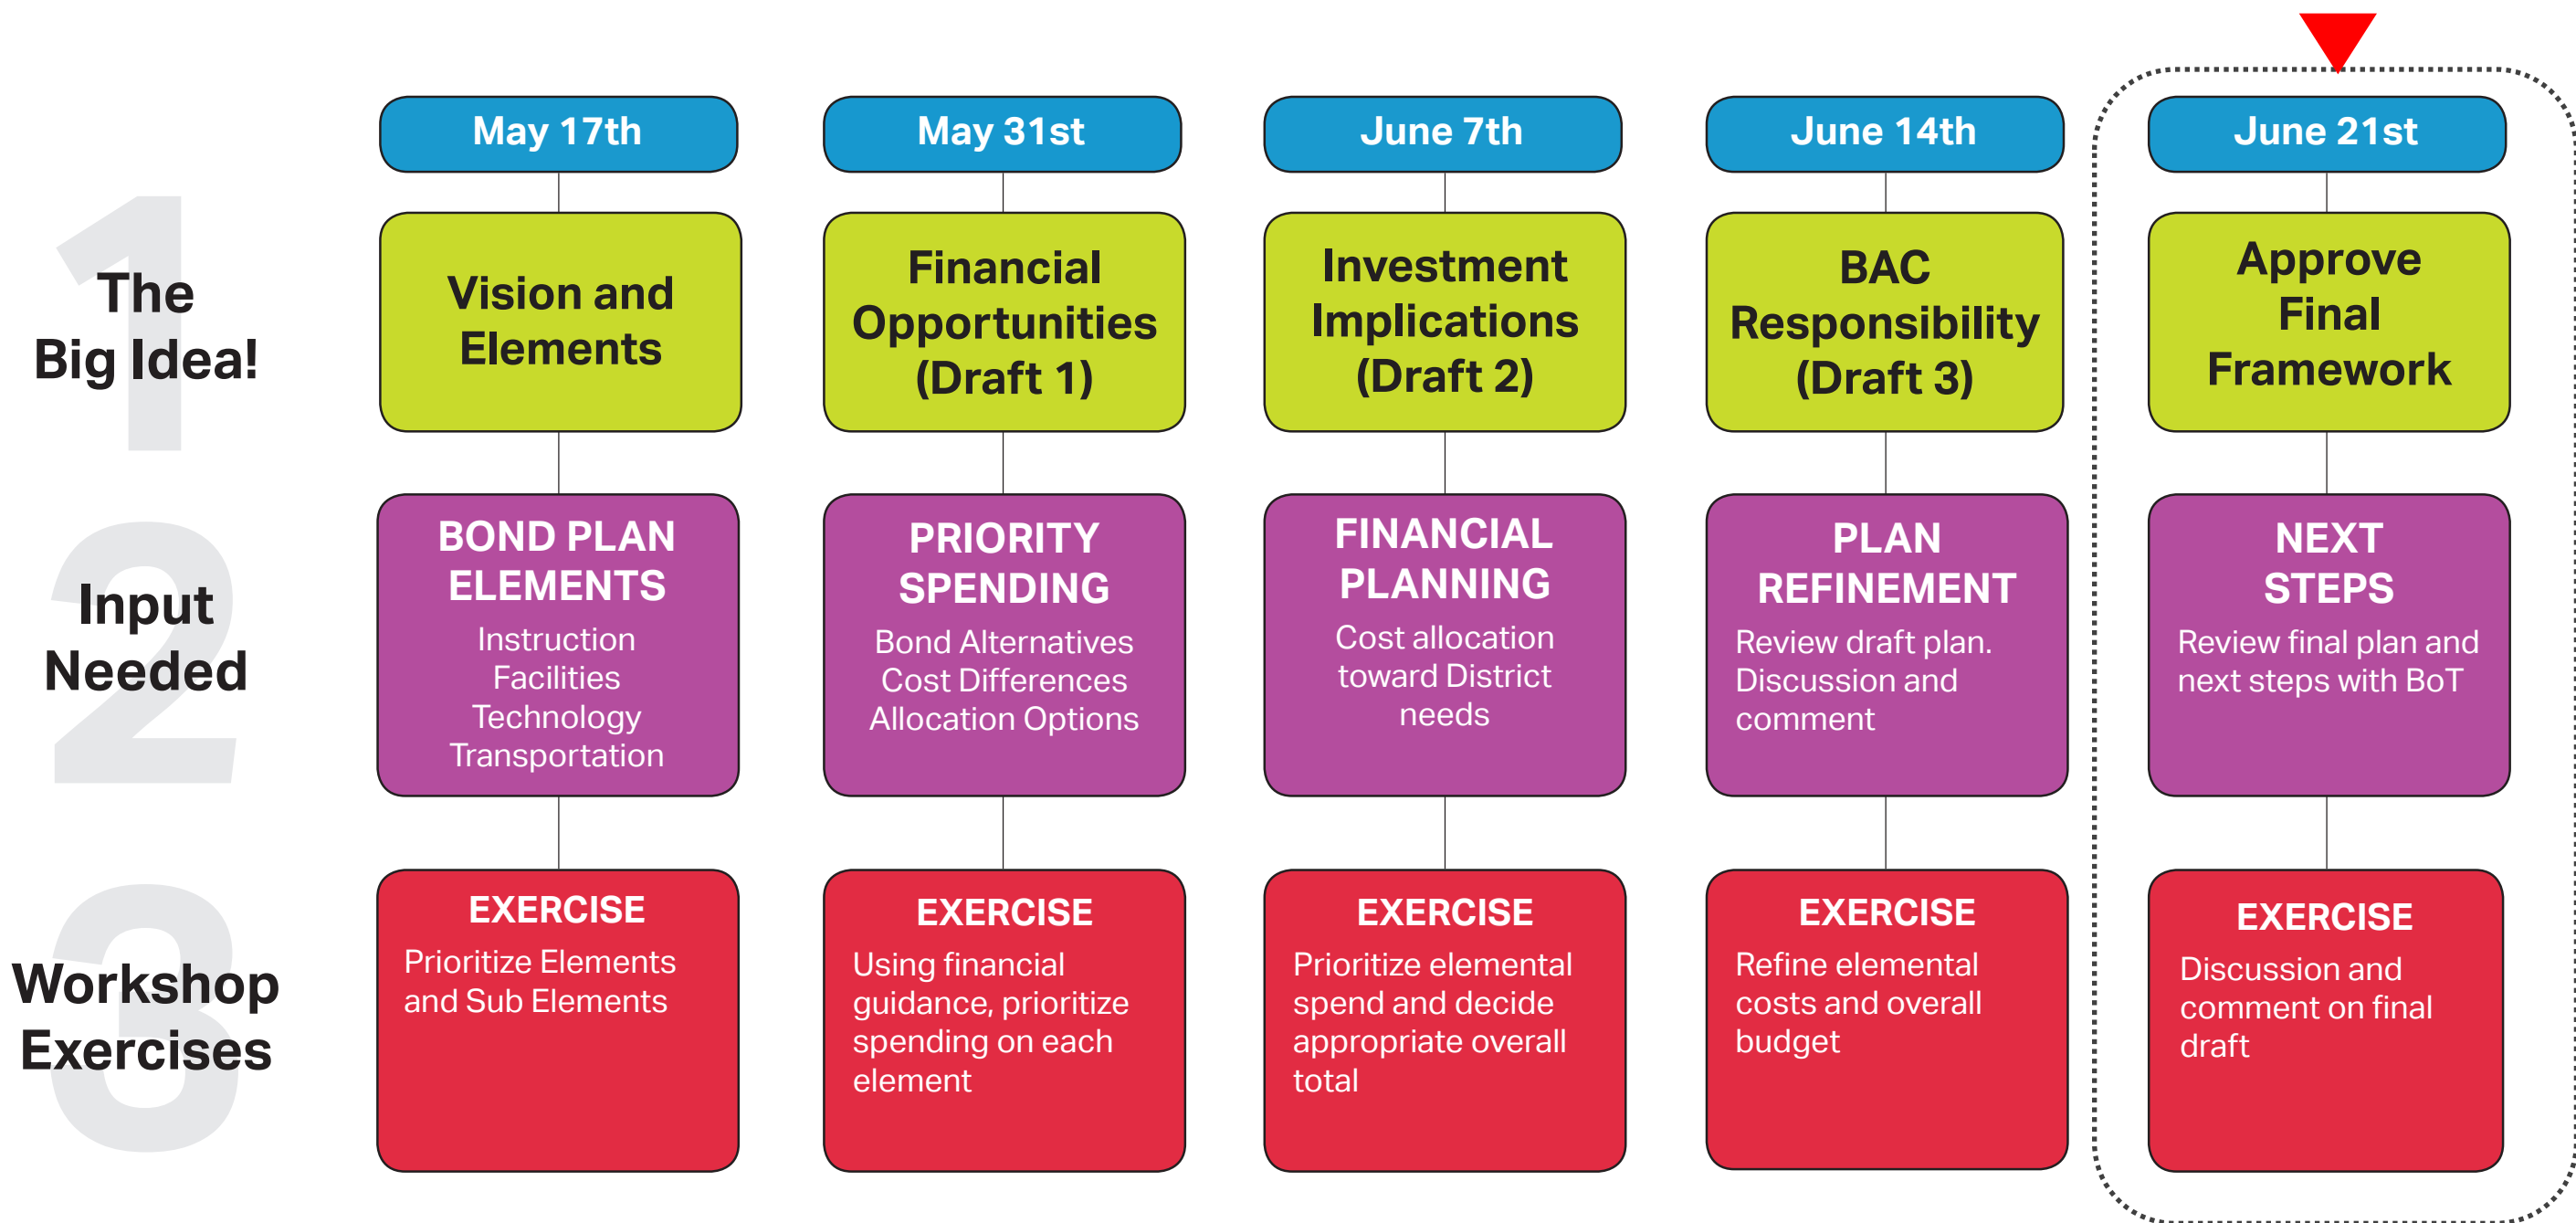 May 17th
May 31st
June 7th
June 14th
June 21st
1
The
Big Idea!
Vision and
Elements
Financial
Opportunities
(Draft 1)
Investment
Implications
(Draft 2)
BAC
Responsibility
(Draft 3)
Approve
Final
Framework
2
Input
Needed
BOND PLAN
ELEMENTS
Instruction
Facilities
Technology
Transportation
PRIORITY
SPENDING
Bond Alternatives
Cost Differences
Allocation Options
FINANCIAL
PLANNING
Cost allocation
toward District
needs
PLAN
REFINEMENT
Review draft plan.
Discussion and
comment
NEXT
STEPS
Review final plan and
next steps with BoT
3
Workshop
Exercises
EXERCISE
Prioritize Elements
and Sub Elements
EXERCISE
Using financial
guidance, prioritize
spending on each
element
EXERCISE
Prioritize elemental
spend and decide
appropriate overall
total
EXERCISE
Refine elemental
costs and overall
budget
EXERCISE
Discussion and
comment on final
draft